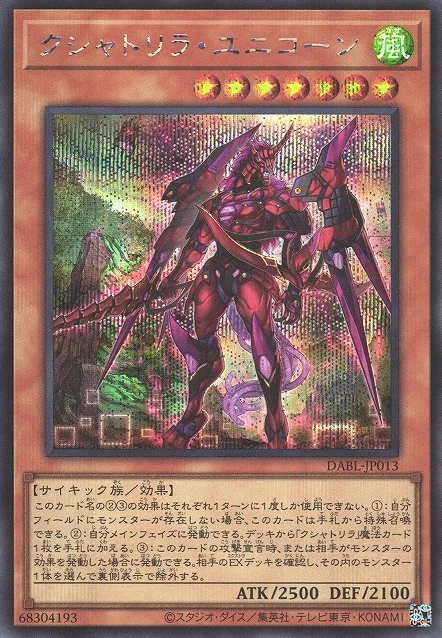 クシャトリラ・ユニコーン
風
DABL-JP013
【サイキック族／効果】
このカード名の②③の効果はそれぞれ1ターンに1度しか使用できない。①：自分
フィールドにモンスターが存在しない場合、このカードは手札から特殊召喚
できる。②：自分メインフェイズに発動できる。デッキから「クシャトリラ」魔法カード
1枚を手札に加える。③：このカードの攻撃宣言時、または相手がモンスターの
効果を発動した場合に発動できる。相手のEXデッキを確認し、その内のモンスター
1体を選んで裏側表示で除外する。
ATK/2500 DEF/2100
68304193
©スタジオ・ダイス／集英社・テレビ東京・KONAMI